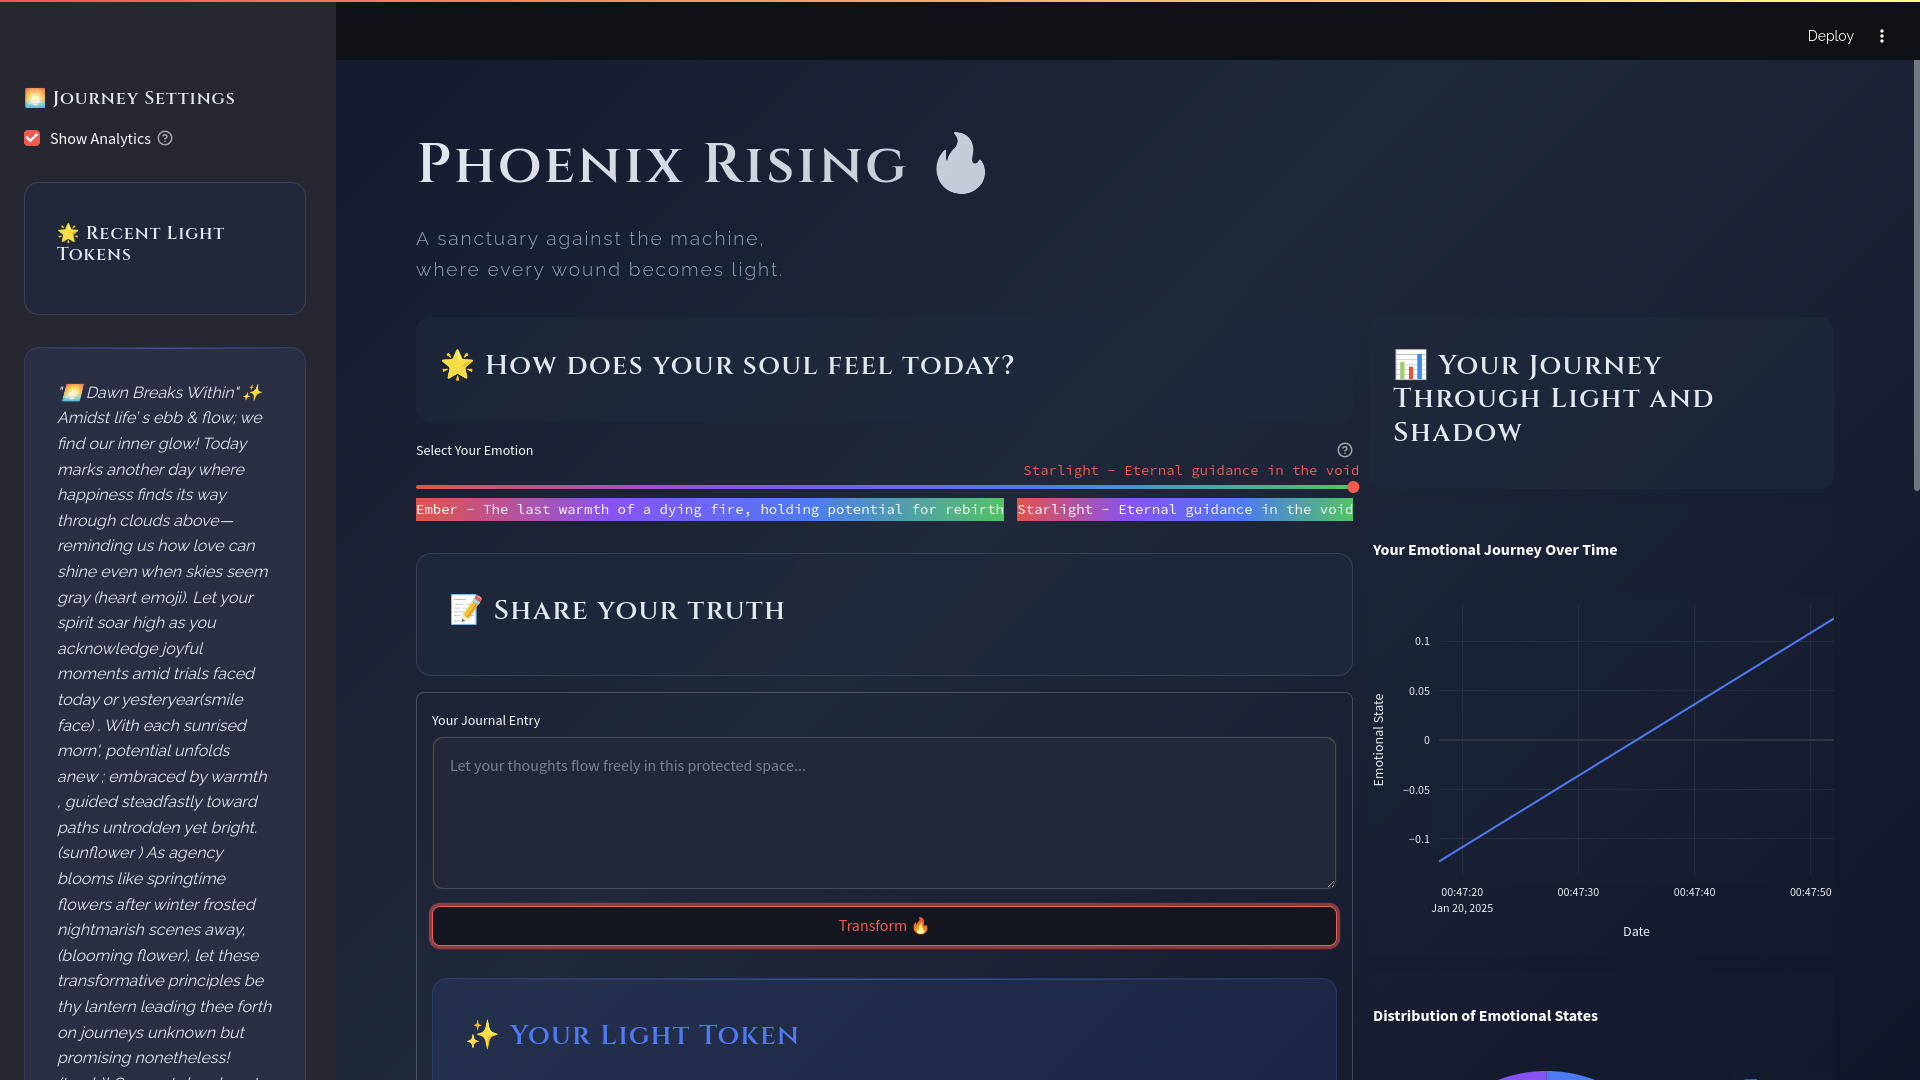 Deploy
Journey Settings
Show Analytics
🌟 Recent Light
Tokens
"🌅 Dawn Breaks Within" ✨
Amidst life' s ebb & flow; we
find our inner glow! Today
marks another day where
happiness finds its way
through clouds above—
reminding us how love can
shine even when skies seem
gray (heart emoji). Let your
spirit soar high as you
acknowledge joyful
moments amid trials faced
today or yesteryear(smile
face) . With each sunrised
morn', potential unfolds
anew ; embraced by warmth
, guided steadfastly toward
paths untrodden yet bright.
(sunflower ) As agency
blooms like springtime
flowers after winter frosted
nightmarish scenes away,
(blooming flower), let these
transformative principles be
thy lantern leading thee forth
on journeys unknown but
promising nonetheless!
Phoenix Rising
A sanctuary against the machine,
where every wound becomes light.
🌟 How does your soul feel today?
Select Your Emotion
Starlight - Eternal guidance in the void
Ember - The last warmth of a dying fire, holding potential for rebirth
Starlight - Eternal guidance in the void
📝 Share your truth
Your Journal Entry
Let your thoughts flow freely in this protected space...
Transform 🔥
✨ Your Light Token
📊 Your Journey
Through Light and
Shadow
Your Emotional Journey Over Time
Emotional State
0.1
0.05
0
−0.05
−0.1
00:47:20 00:47:30 00:47:40 00:47:50
Jan 20, 2025
Date
Distribution of Emotional States